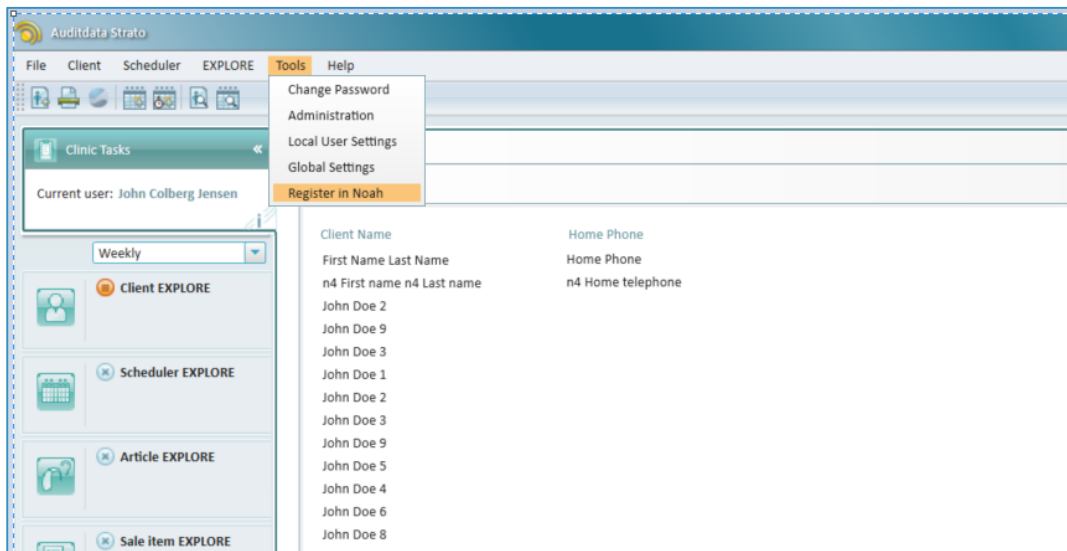 Auditdata Strato
File Client Scheduler EXPLORE Tools Help
Change Password
Administration
Local User Settings
Global Settings
Register in Noah
Clinic Tasks «
Current user: John Colberg Jensen
i
Weekly
Client EXPLORE
Scheduler EXPLORE
Article EXPLORE
Sale item EXPLORE
Client Name Home Phone
First Name Last Name Home Phone
n4 First name n4 Last name n4 Home telephone
John Doe 2
John Doe 9
John Doe 3
John Doe 1
John Doe 2
John Doe 3
John Doe 9
John Doe 5
John Doe 4
John Doe 6
John Doe 8